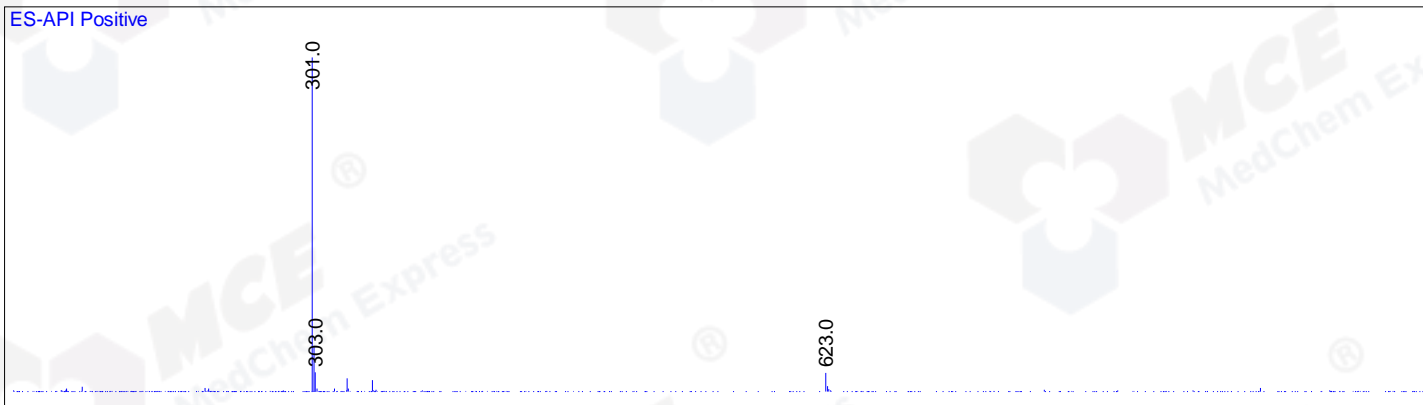 ES-API Positive
301.0
303.0
623.0
MCE
MedChem Express
®
MCE
MedChem Ex
®
®